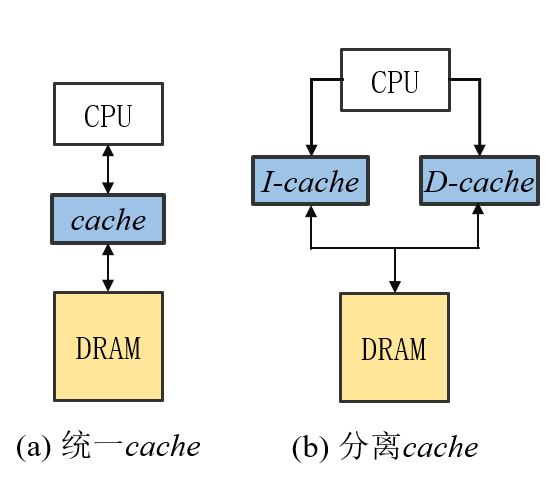 CPU
cache
DRAM
(a) 统一cache
CPU
I-cache
D-cache
DRAM
(b) 分离cache